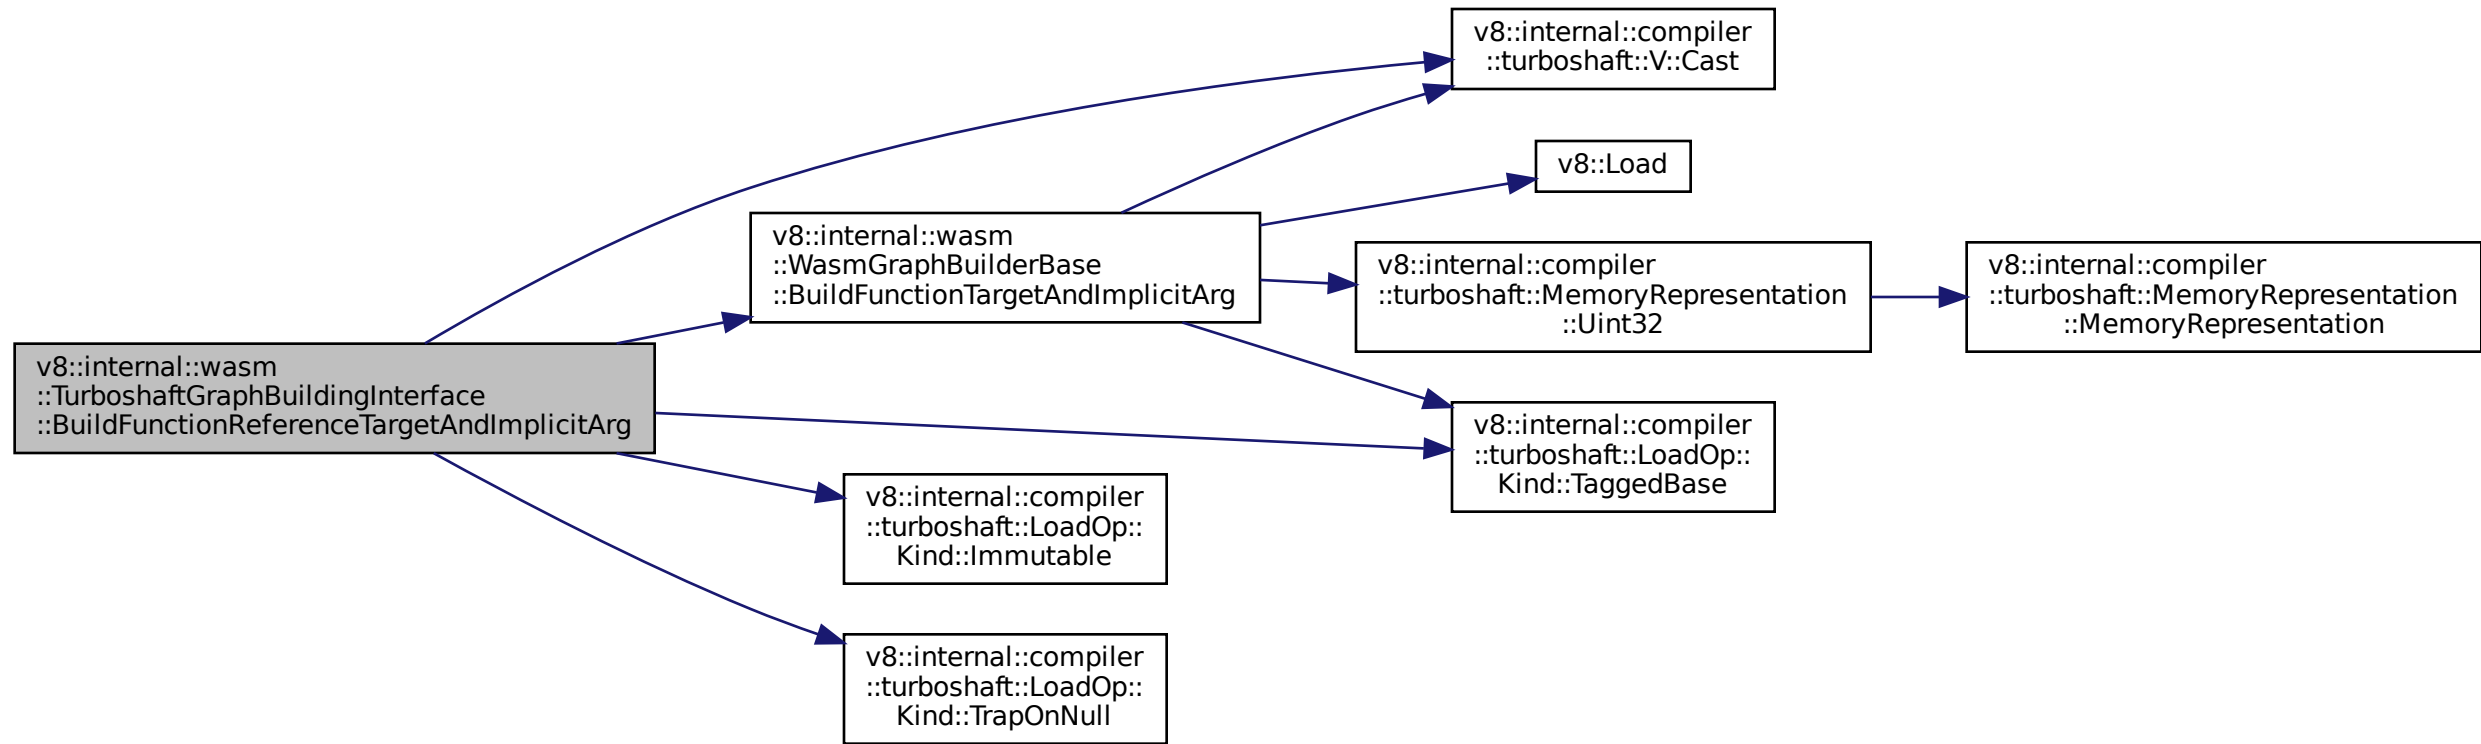 v8::internal::compiler
::turboshaft::V::Cast
v8::Load
v8::internal::wasm
::WasmGraphBuilderBase
::BuildFunctionTargetAndImplicitArg
v8::internal::compiler
::turboshaft::MemoryRepresentation
::Uint32
v8::internal::compiler
::turboshaft::MemoryRepresentation
::MemoryRepresentation
v8::internal::wasm
::TurboshaftGraphBuildingInterface
::BuildFunctionReferenceTargetAndImplicitArg
v8::internal::compiler
::turboshaft::LoadOp::
Kind::TaggedBase
v8::internal::compiler
::turboshaft::LoadOp::
Kind::Immutable
v8::internal::compiler
::turboshaft::LoadOp::
Kind::TrapOnNull